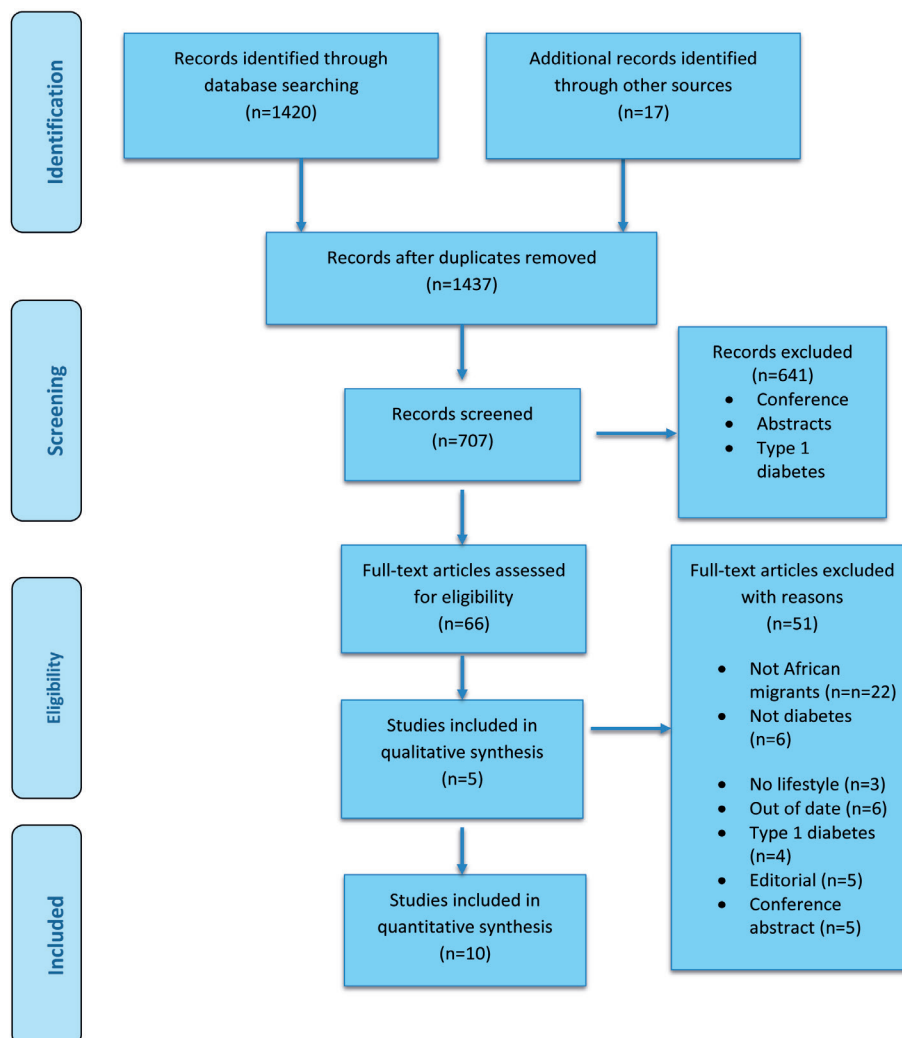 Identification
Records identified through
database searching
(n=1420)
Additional records identified
through other sources
(n=17)
Records after duplicates removed
(n=1437)
Screening
Records screened
(n=707)
Records excluded
(n=641)
● Conference
● Abstracts
● Type 1
diabetes
Eligibility
Full-text articles assessed
for eligibility
(n=66)
Full-text articles excluded
with reasons
(n=51)
● Not African
migrants (n=n=22)
● Not diabetes
(n=6)
● No lifestyle (n=3)
● Out of date (n=6)
● Type 1 diabetes
(n=4)
● Editorial (n=5)
● Conference
abstract (n=5)
Studies included in
qualitative synthesis
(n=5)
Included
Studies included in
quantitative synthesis
(n=10)